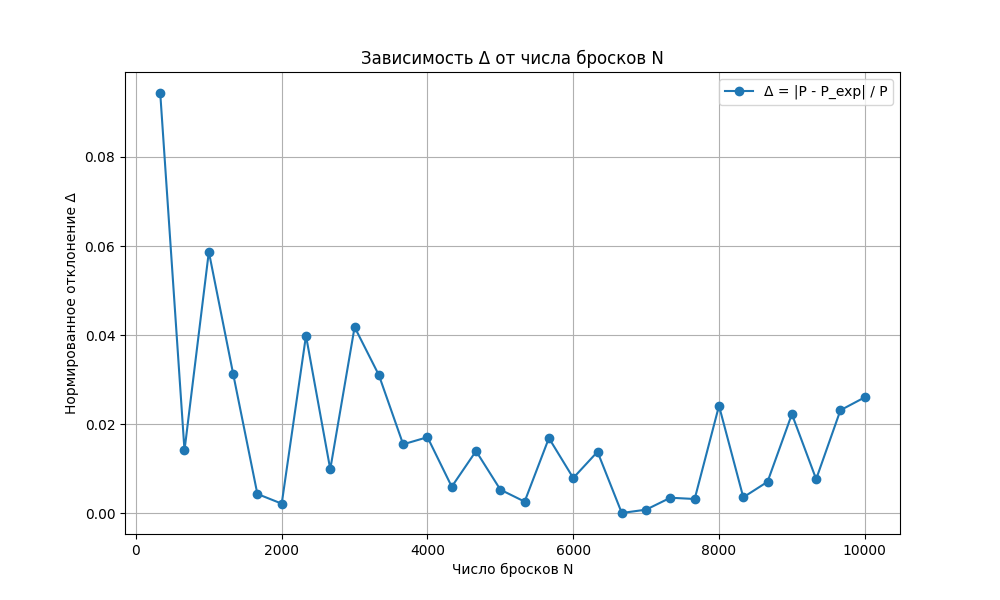 Зависимость Δ от числа бросков N
Δ = |P - P_exp| / P
Нормированное отклонение Δ
0.08
0.06
0.04
0.02
0.00
0 2000 4000 6000 8000 10000
Число бросков N